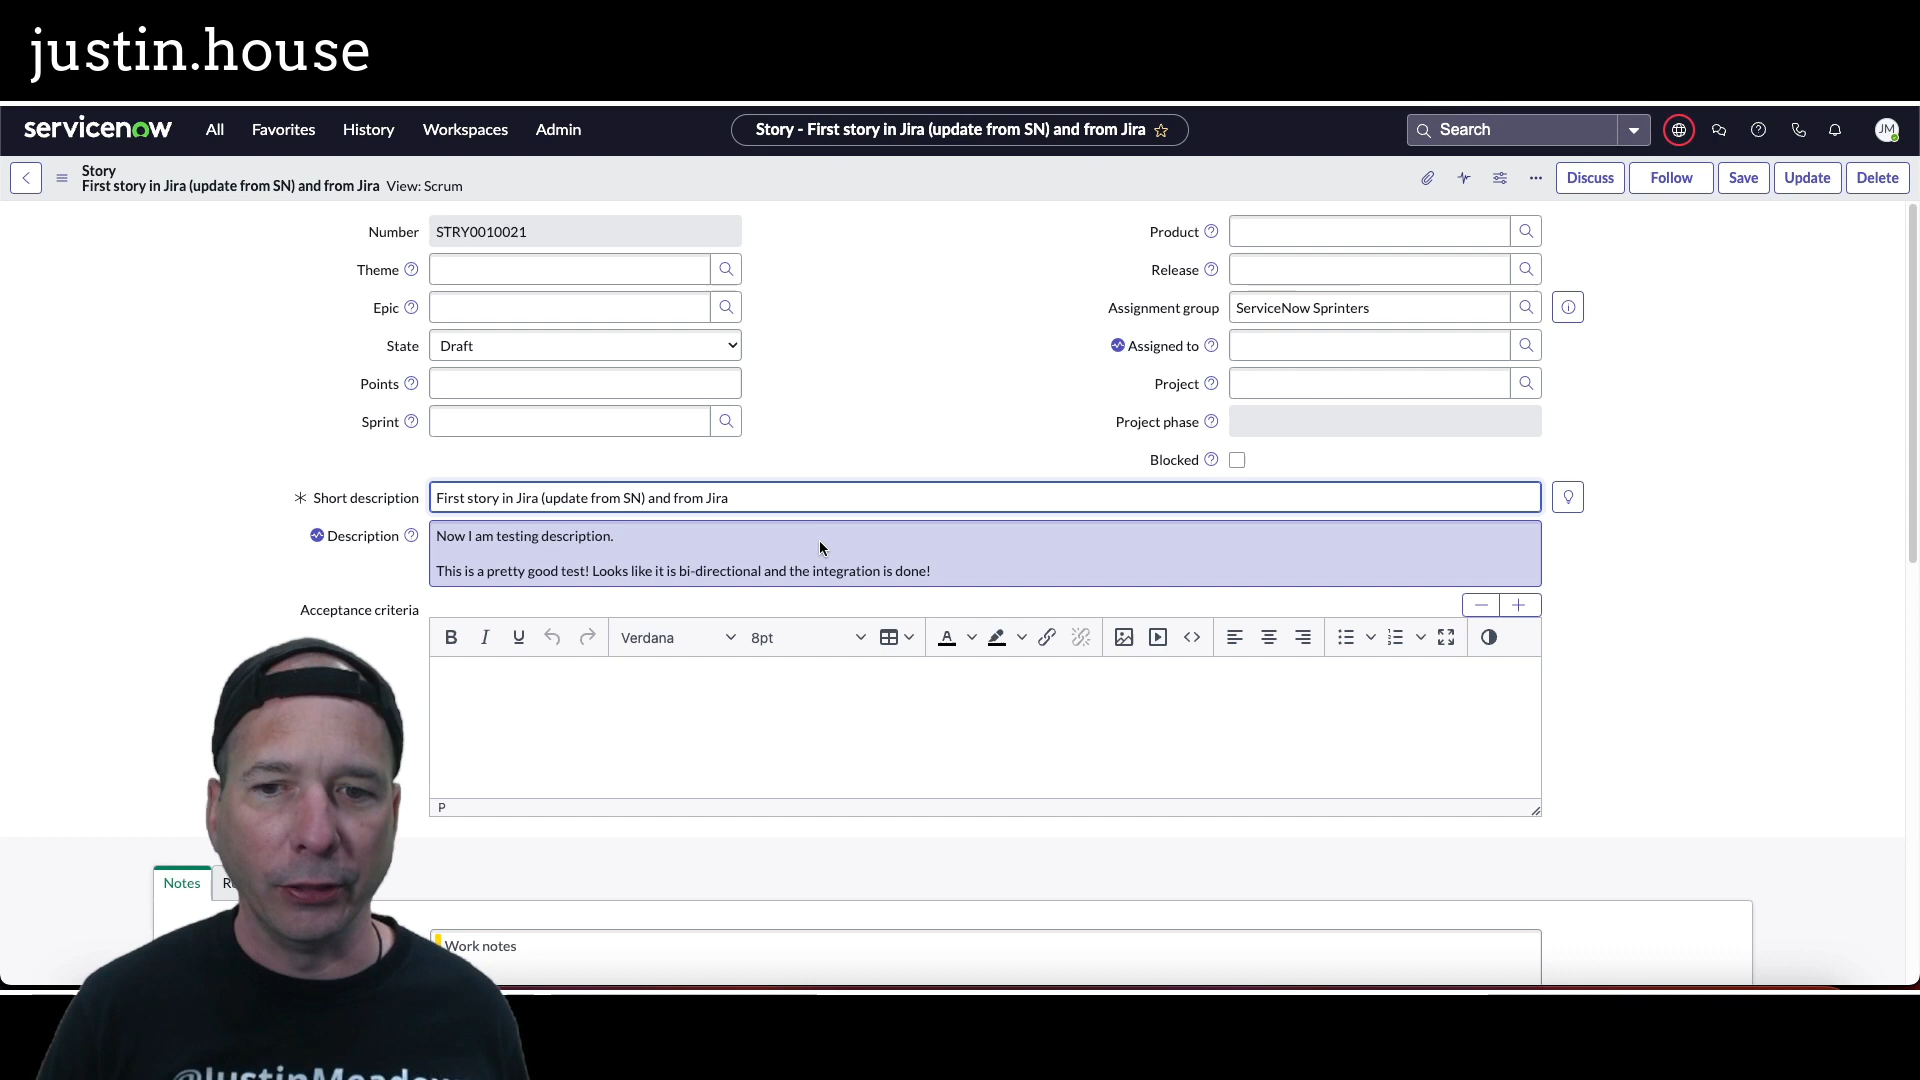 justin.house
servicenow All Favorites History Workspaces Admin Story - First story in Jira (update from SN) and from Jira Search JM
Story
First story in Jira (update from SN) and from Jira View: Scrum
Discuss Follow Save Update Delete
Number STRY0010021 Product
Theme Release
Epic Assignment group ServiceNow Sprinters
State Draft Assigned to
Points Project
Sprint Project phase
Blocked
Short description First story in Jira (update from SN) and from Jira
Description Now I am testing description.
This is a pretty good test! Looks like it is bi-directional and the integration is done!
Acceptance criteria
B I U Verdana 8pt A
P
Notes
Work notes